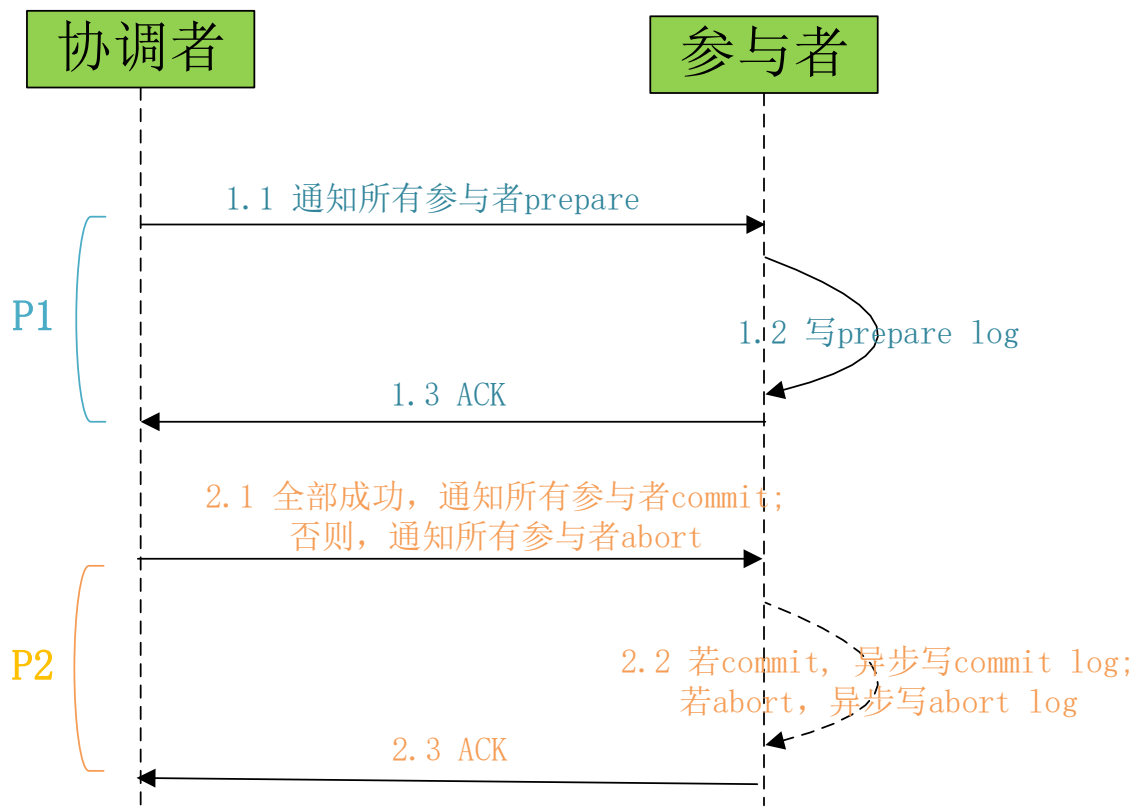 协调者
参与者
1.1 通知所有参与者prepare
P1
1.2 写prepare log
1.3 ACK
2.1 全部成功，通知所有参与者commit;
否则，通知所有参与者abort
P2
2.2 若commit, 异步写commit log;
若abort，异步写abort log
2.3 ACK